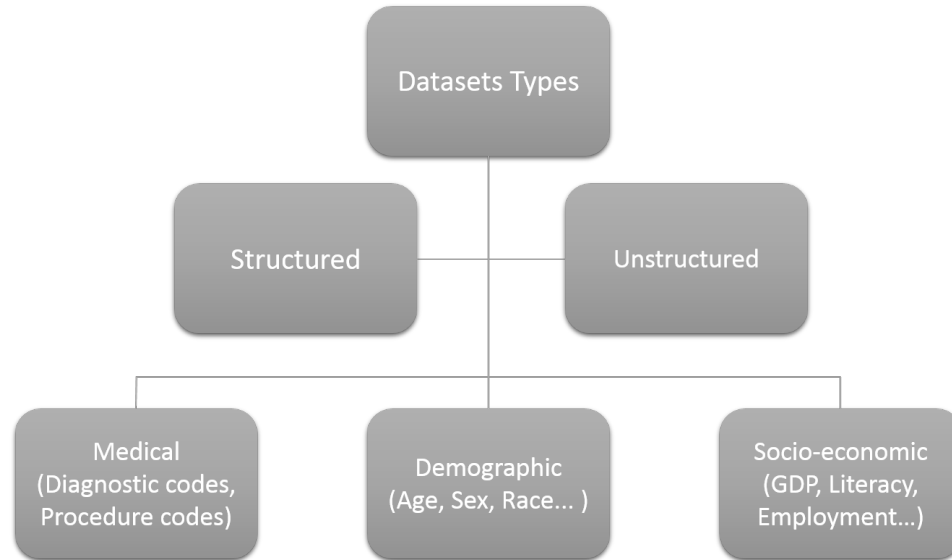 Datasets Types
Structured
Unstructured
Medical
(Diagnostic codes,
Procedure codes)
Demographic
(Age, Sex, Race... )
Socio-economic
(GDP, Literacy,
Employment...)